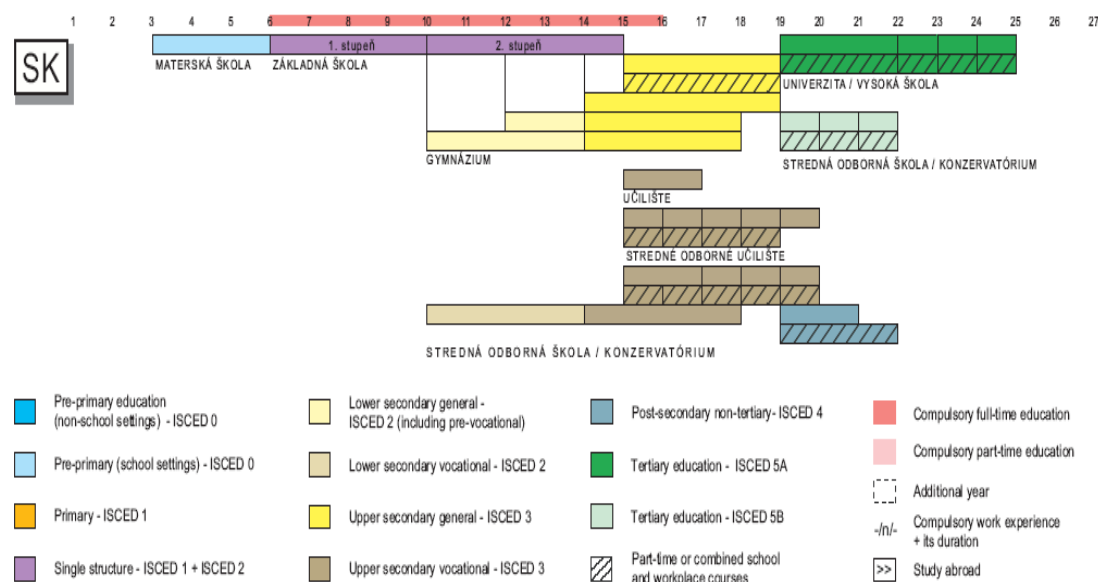 1 2 3 4 5 6 7 8 9 10 11 12 13 14 15 16 17 18 19 20 21 22 23 24 25 27
SK
1. stupeň
2. stupeň
MATERSKÁ ŠKOLA
ZÁKLADNÁ ŠKOLA
UNIVERZITA / VYSOKÁ ŠKOLA
GYMNÁZIUM
STREDNÁ ODBORNÁ ŠKOLA / KONZERVATÓRIUM
UČILIŠTE
STREDNÉ ODBORNÉ UČILIŠTE
STREDNÁ ODBORNÁ ŠKOLA / KONZERVATÓRIUM
Pre-primary education
(non-school settings) - ISCED 0
Pre-primary (school settings) - ISCED 0
Primary - ISCED 1
Single structure - ISCED 1 + ISCED 2
Lower secondary general -
ISCED 2 (including pre-vocational)
Lower secondary vocational - ISCED 2
Upper secondary general - ISCED 3
Upper secondary vocational - ISCED 3
Post-secondary non-tertiary- ISCED 4
Tertiary education - ISCED 5A
Tertiary education - ISCED 5B
Part-time or combined school
and workplace courses
Compulsory full-time education
Compulsory part-time education
Additional year
-/n/- Compulsory work experience
+ its duration
>> Study abroad